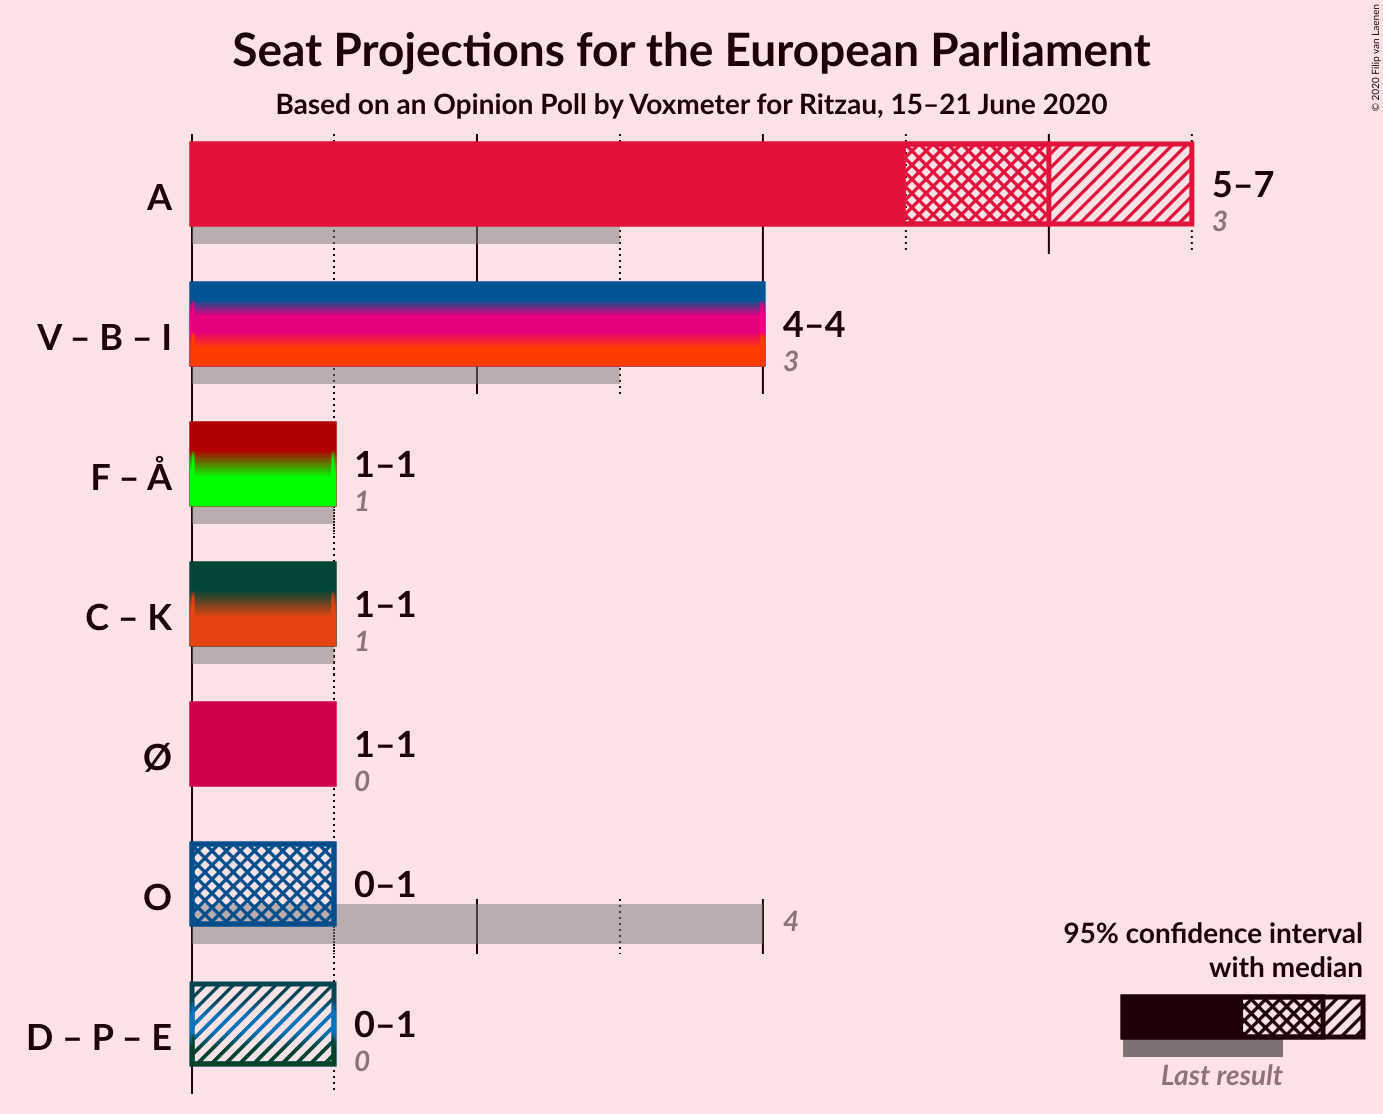 Seat Projections for the European Parliament
Based on an Opinion Poll by Voxmeter for Ritzau, 15–21 June 2020
© 2020 Filip van Laenen
A
5–7
3
V – B – I
4–4
3
F – Å
1–1
1
C – K
1–1
1
Ø
1–1
0
O
0–1
4
D – P – E
0–1
0
95% confidence interval
with median
Last result